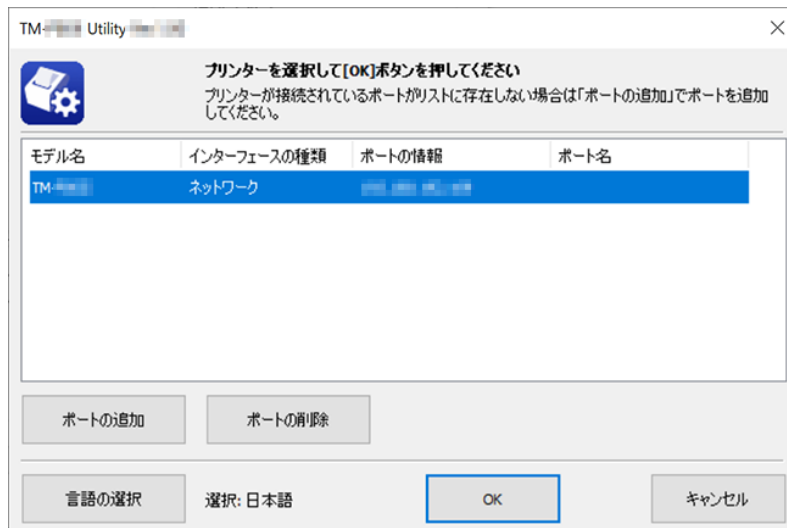 TM- Utility
プリンターを選択して[OK]ボタンを押してください
プリンターが接続されているポートがリストに存在しない場合は「ポートの追加」でポートを追加
してください。
モデル名 インターフェースの種類 ポートの情報 ポート名
TM- ネットワーク
ポートの追加 ポートの削除
言語の選択 選択: 日本語 OK キャンセル